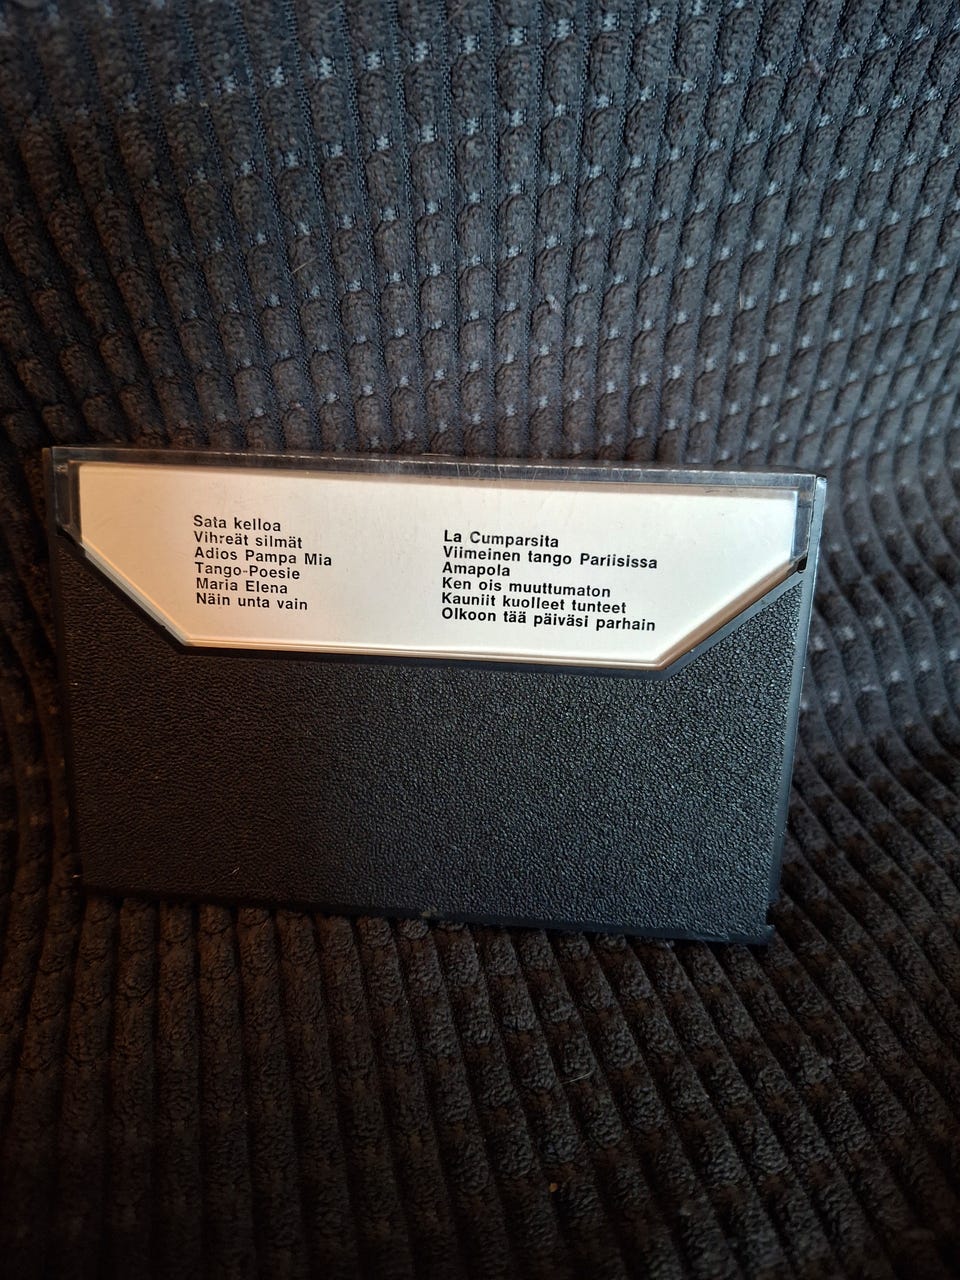 Sata kelloa
Vihreät silmät
Adios Pampa Mia
Tango-Poesie
Maria Elena
Näin unta vain
La Cumparsita
Viimeinen tango Pariisissa
Amapola
Ken ois muuttumaton
Kauniit kuolleet tunteet
Olkoon tää päiväsi parhain